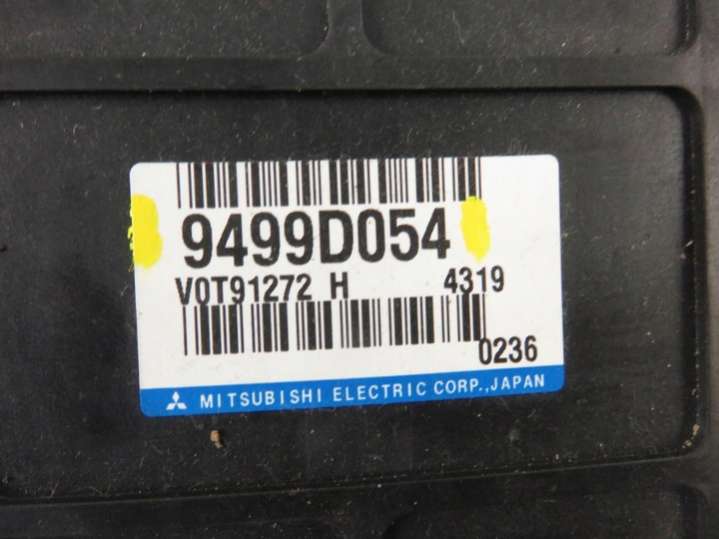 9499D054
V0T91272 H 4319
0236
MITSUBISHI ELECTRIC CORP.,JAPAN